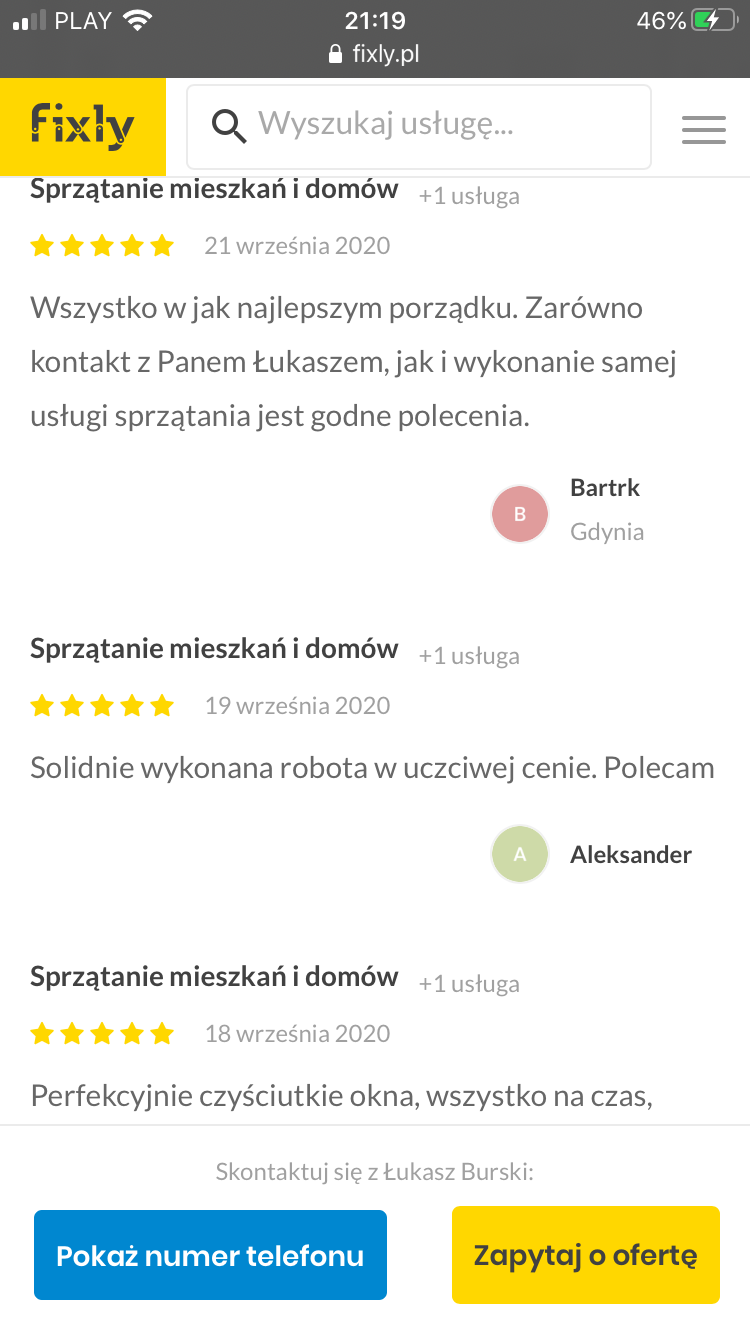 PLAY 21:19 46%
fixly.pl
fixly Wyszukaj usługę...
Sprzątanie mieszkań i domów +1 usługa
21 września 2020
Wszystko w jak najlepszym porządku. Zarówno
kontakt z Panem Łukaszem, jak i wykonanie samej
usługi sprzątania jest godne polecenia.
B Bartrk
Gdynia
Sprzątanie mieszkań i domów +1 usługa
19 września 2020
Solidnie wykonana robota w uczciwej cenie. Polecam
A Aleksander
Sprzątanie mieszkań i domów +1 usługa
18 września 2020
Perfekcyjnie czyściutkie okna, wszystko na czas,
Skontaktuj się z Łukasz Burski:
Pokaż numer telefonu Zapytaj o ofertę